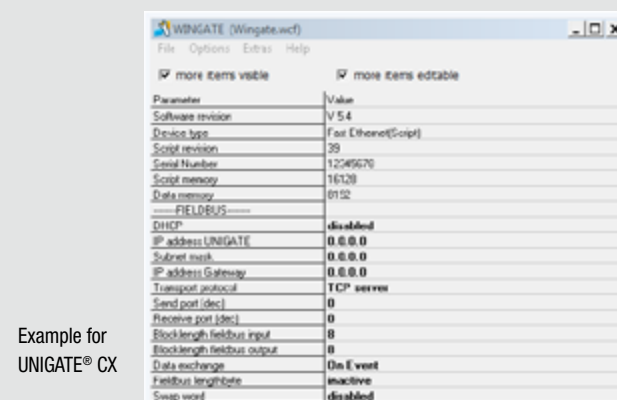 WINGATE (Wingate.wcf)
File Options Extras Help
more items visible more items editable
Parameter Value
Software revision V 5.4
Device type Fast Ethernet(Script)
Script revision 39
Serial Number 12345678
Script memory 16128
Data memory 8192
------FIELDBUS------
DHCP disabled
IP address UNIGATE 0.0.0.0
Subnet mask 0.0.0.0
IP address Gateway 0.0.0.0
Transport protocol TCP server
Send port (dec) 0
Receive port (dec) 0
Blocklength fieldbus input 8
Blocklength fieldbus output 8
Data exchange On Event
Fieldbus lengthbyte inactive
Swap word disabled
Example for
UNIGATE® CX